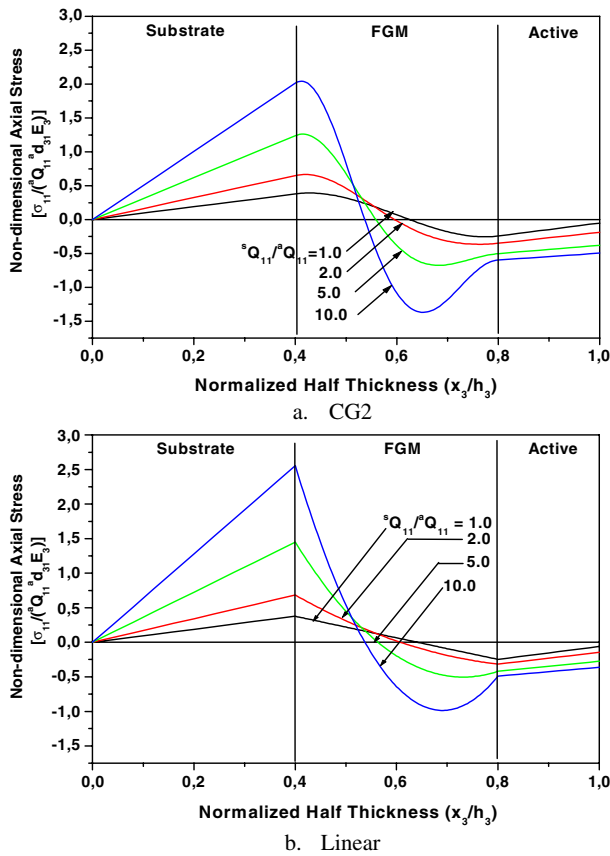 3,0
Substrate FGM Active
2,5
2,0
1,5
1,0
0,5
0,0
-0,5
-1,0
-1,5
Non-dimensional Axial Stress
[σ₁₁/(ᵃQ₁₁ᵃd₃₁E₃)]
ˢQ₁₁/ᵃQ₁₁=1.0
2.0
5.0
10.0
0,0 0,2 0,4 0,6 0,8 1,0
Normalized Half Thickness (x₃/h₃)
a. CG2
3,0
Substrate FGM Active
2,5
2,0
1,5
1,0
0,5
0,0
-0,5
-1,0
-1,5
Non-dimensional Axial Stress
[σ₁₁/(ᵃQ₁₁ᵃd₃₁E₃)]
ˢQ₁₁/ᵃQ₁₁ = 1.0
2.0
5.0
10.0
0,0 0,2 0,4 0,6 0,8 1,0
Normalized Half Thickness (x₃/h₃)
b. Linear